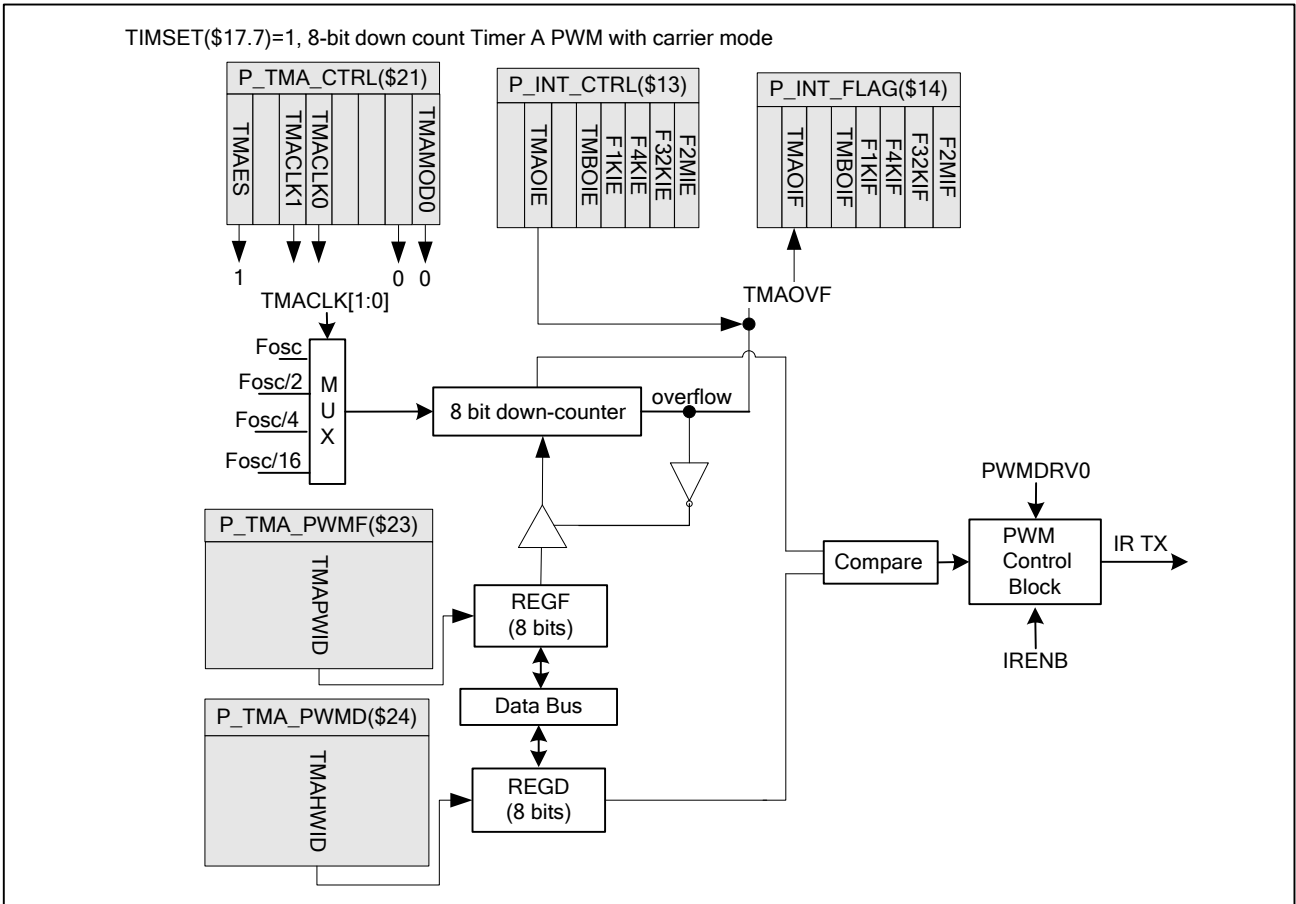 TIMSET($17.7)=1, 8-bit down count Timer A PWM with carrier mode
P_TMA_CTRL($21)
TMAES
TMACLK1
TMACLK0
TMAMOD0
P_INT_CTRL($13)
TMAOIE
TMBOIE
F1KIE
F4KIE
F32KIE
F2MIE
P_INT_FLAG($14)
TMAOIF
TMBOIF
F1KIF
F4KIF
F32KIF
F2MIF
1
0
0
TMACLK[1:0]
TMAOVF
Fosc
Fosc/2
Fosc/4
Fosc/16
M
U
X
8 bit down-counter
overflow
P_TMA_PWMF($23)
TMAPWID
REGF
(8 bits)
Data Bus
P_TMA_PWMD($24)
TMAHWID
REGD
(8 bits)
Compare
PWMDRV0
PWM
Control
Block
IR TX
IRENB